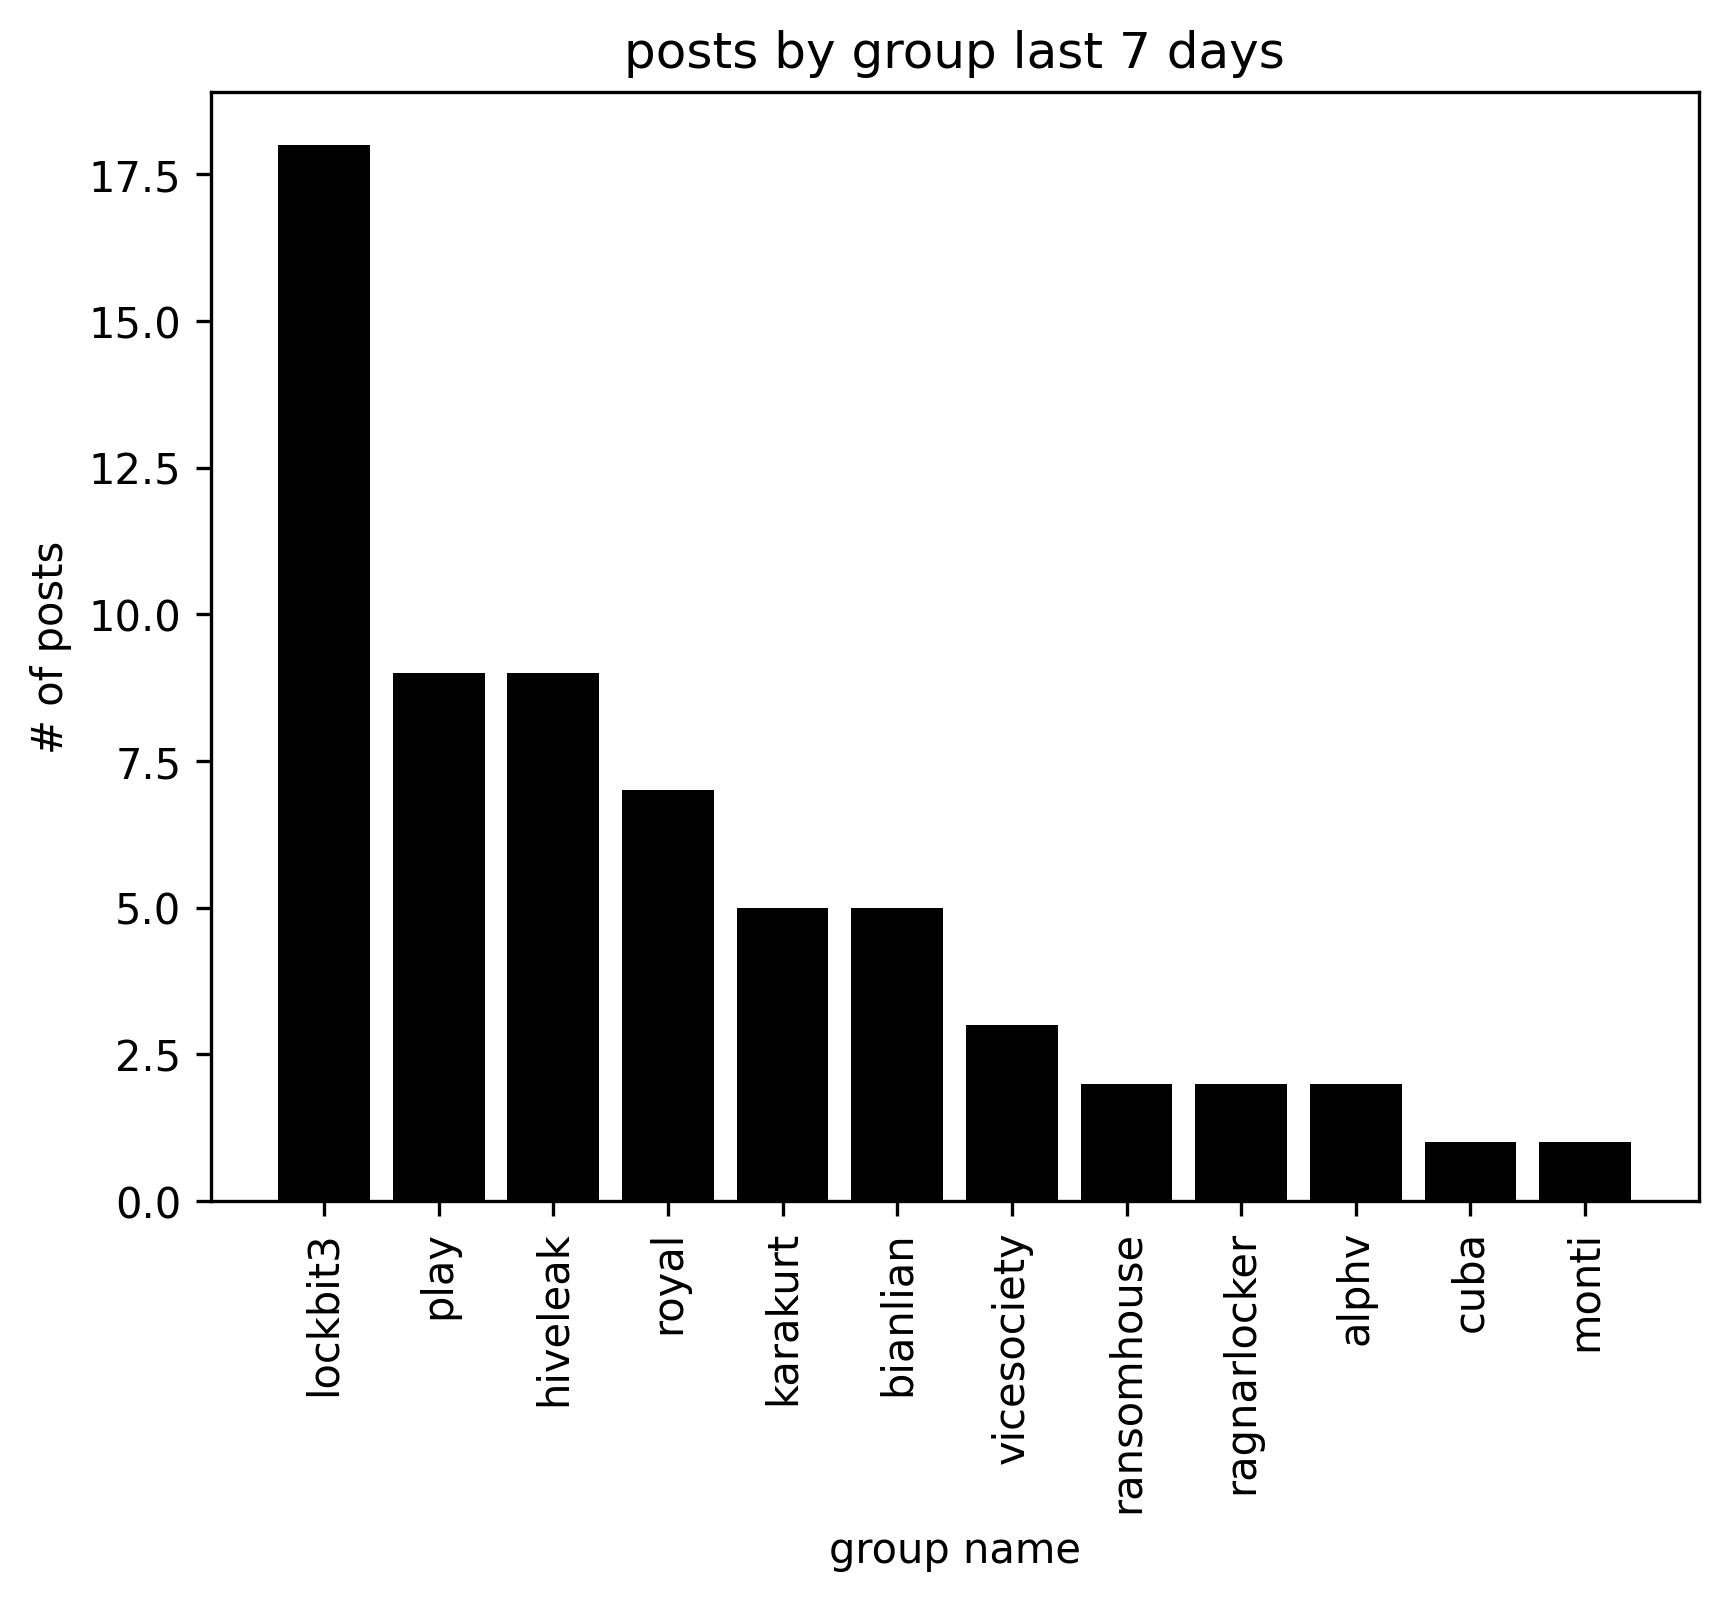 posts by group last 7 days
# of posts
17.5
15.0
12.5
10.0
7.5
5.0
2.5
0.0
lockbit3
play
hiveleak
royal
karakurt
bianlian
vicesociety
ransomhouse
ragnarlocker
alphv
cuba
monti
group name